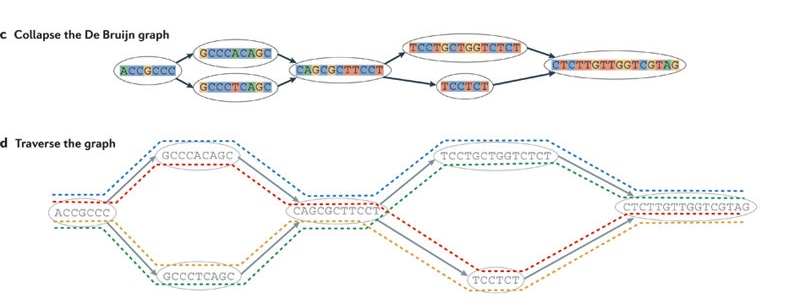 c Collapse the De Bruijn graph
GCCCACAGC
TCCTGCTGGTCTCT
ACCGCCC
CAGCGCTTCCT
CTCTTGTTGGTCGTAG
GCCCTCAGC
TCCTCT
d Traverse the graph
GCCCACAGC
TCCTGCTGGTCTCT
ACCGCCC
CAGCGCTTCCT
CTCTTGTTGGTCGTAG
GCCCTCAGC
TCCTCT